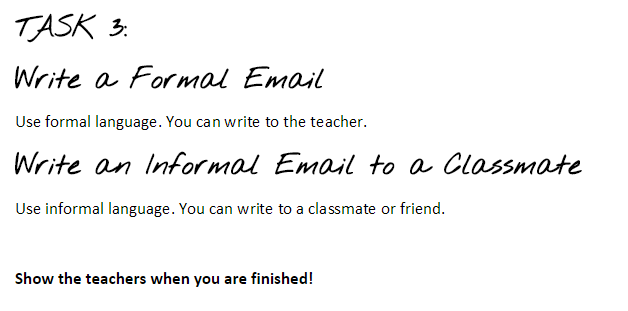 TASK 3:
Write a Formal Email
Use formal language. You can write to the teacher.
Write an Informal Email to a Classmate
Use informal language. You can write to a classmate or friend.
Show the teachers when you are finished!